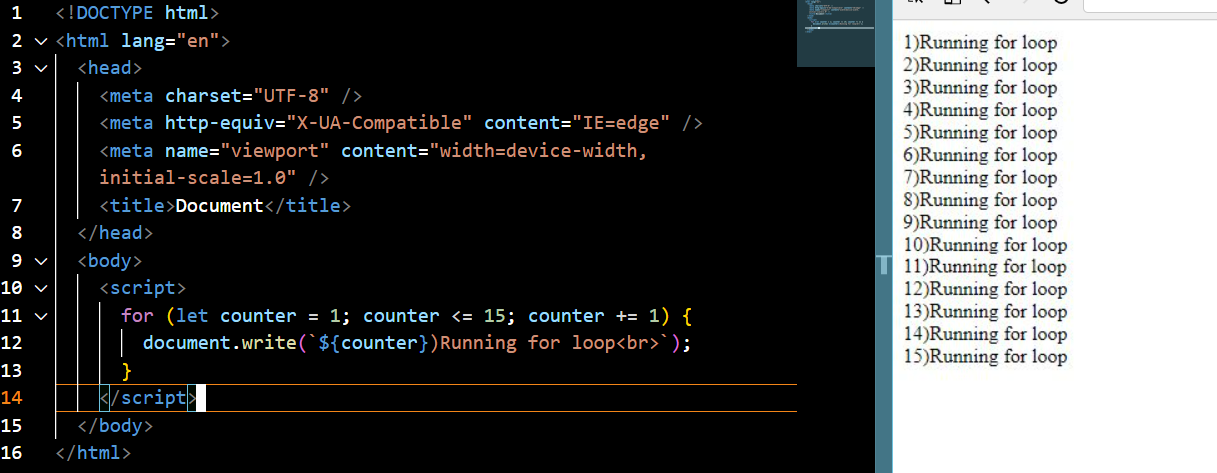 1 <!DOCTYPE html>
2 <html lang="en">
3 <head>
4 <meta charset="UTF-8" />
5 <meta http-equiv="X-UA-Compatible" content="IE=edge" />
6 <meta name="viewport" content="width=device-width,
initial-scale=1.0" />
7 <title>Document</title>
8 </head>
9 <body>
10 <script>
11 for (let counter = 1; counter <= 15; counter += 1) {
12 document.write(`${counter})Running for loop<br>`);
13 }
14 </script>
15 </body>
16 </html>
T
1)Running for loop
2)Running for loop
3)Running for loop
4)Running for loop
5)Running for loop
6)Running for loop
7)Running for loop
8)Running for loop
9)Running for loop
10)Running for loop
11)Running for loop
12)Running for loop
13)Running for loop
14)Running for loop
15)Running for loop